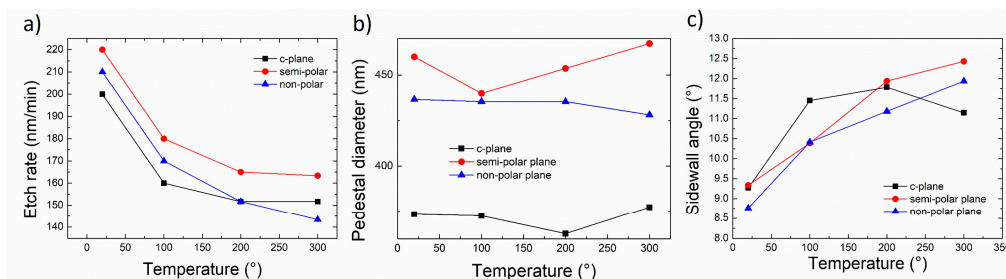 a)
Etch rate (nm/min)
220
210
200
190
180
170
160
150
140
c-plane
semi-polar
non-polar
0 50 100 150 200 250 300
Temperature (°)
b)
Pedestal diameter (nm)
450
400
350
c-plane
semi-polar plane
non-polar plane
0 50 100 150 200 250 300
Temperature (°)
c)
Sidewall angle (°)
13.0
12.5
12.0
11.5
11.0
10.5
10.0
9.5
9.0
8.5
8.0
c-plane
semi-polar plane
non-polar plane
0 50 100 150 200 250 300 350
Temperature (°)